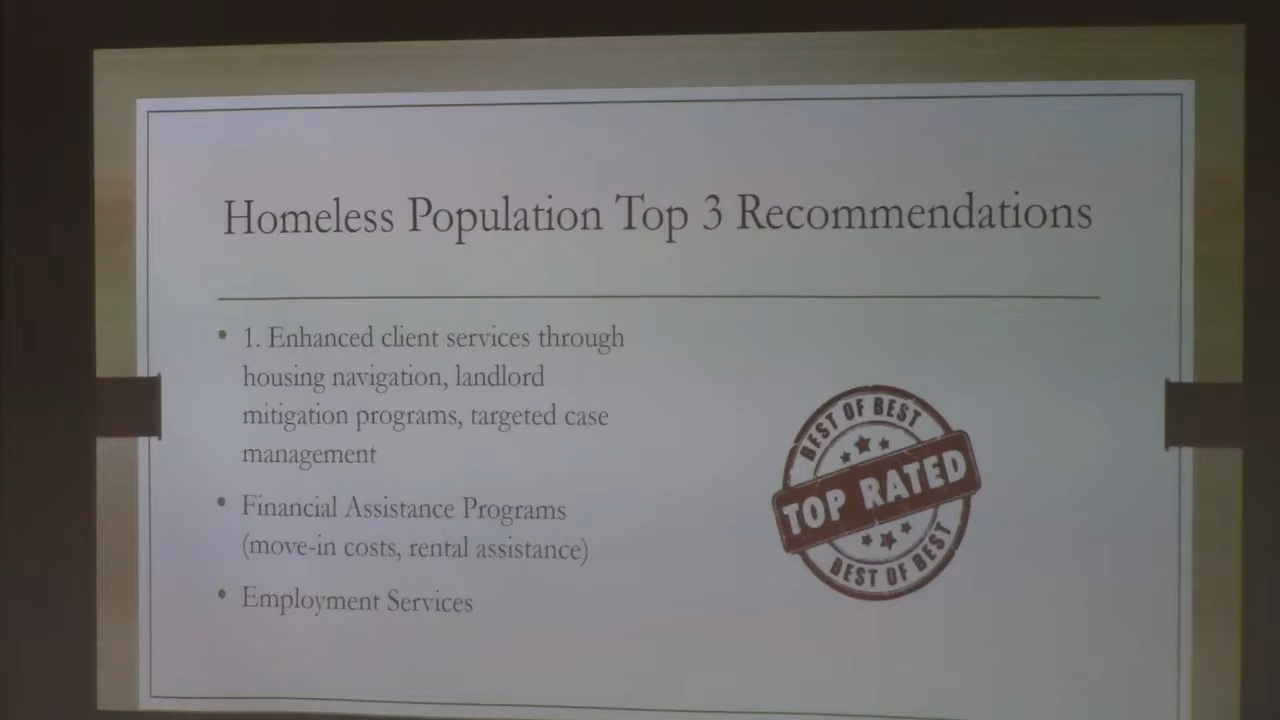 Homeless Population Top 3 Recommendations
• 1. Enhanced client services through
housing navigation, landlord
mitigation programs, targeted case
management
• Financial Assistance Programs
(move-in costs, rental assistance)
• Employment Services
BEST OF BEST
TOP RATED
BEST OF BEST